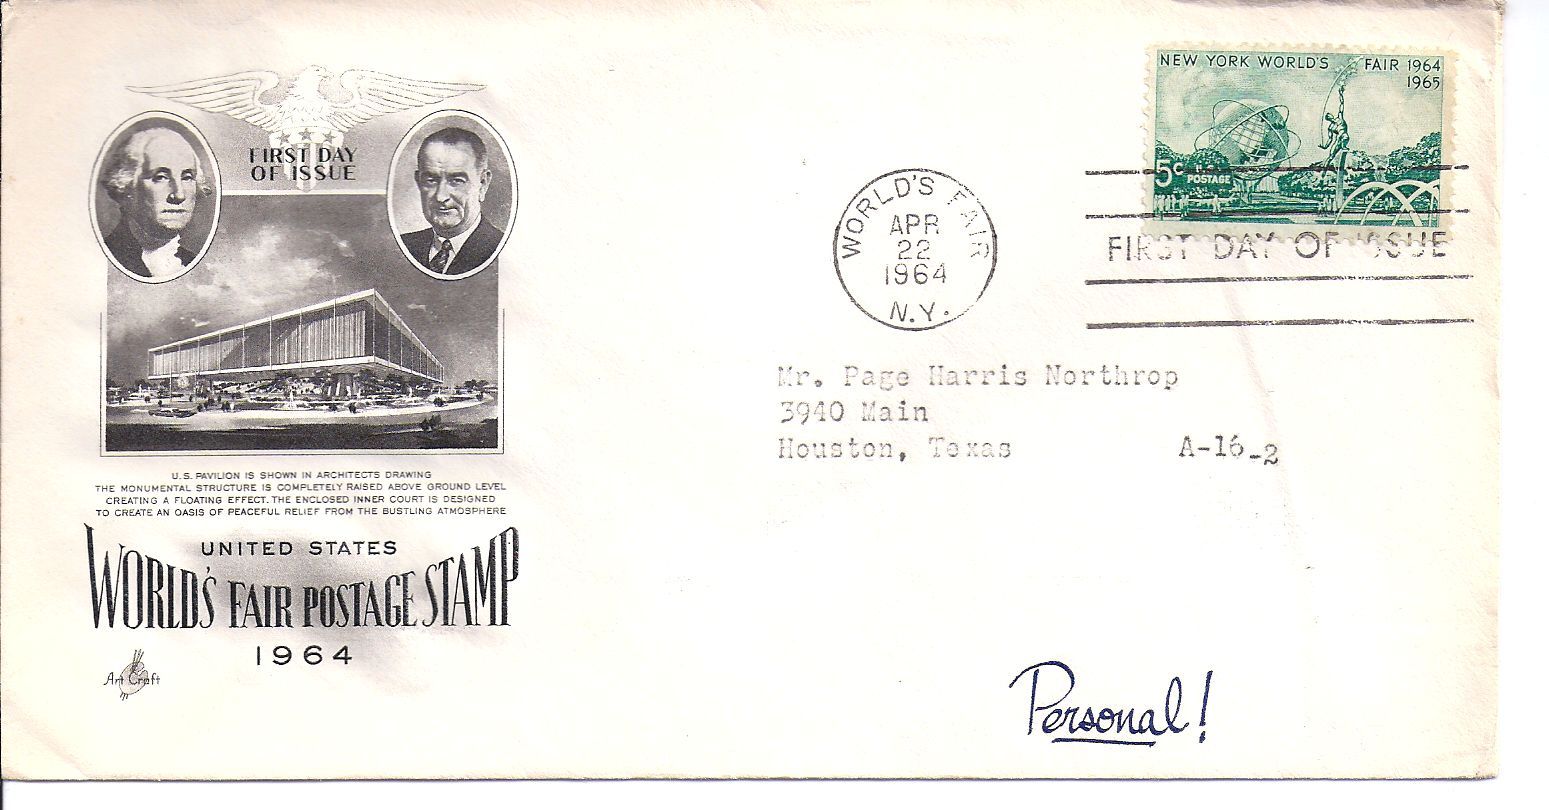 FIRST DAY
OF ISSUE
U.S. PAVILION IS SHOWN IN ARCHITECTS DRAWING
THE MONUMENTAL STRUCTURE IS COMPLETELY RAISED ABOVE GROUND LEVEL
CREATING A FLOATING EFFECT. THE ENCLOSED INNER COURT IS DESIGNED
TO CREATE AN OASIS OF PEACEFUL RELIEF FROM THE BUSTLING ATMOSPHERE
UNITED STATES
WORLD'S FAIR POSTAGE STAMP
1964
Art Craft
WORLD'S FAIR
APR
22
1964
N.Y.
NEW YORK WORLD'S FAIR 1964
1965
5c U.S.
POSTAGE
FIRST DAY OF ISSUE
Mr. Page Harris Northrop
3940 Main
Houston, Texas A-16-2
Personal!